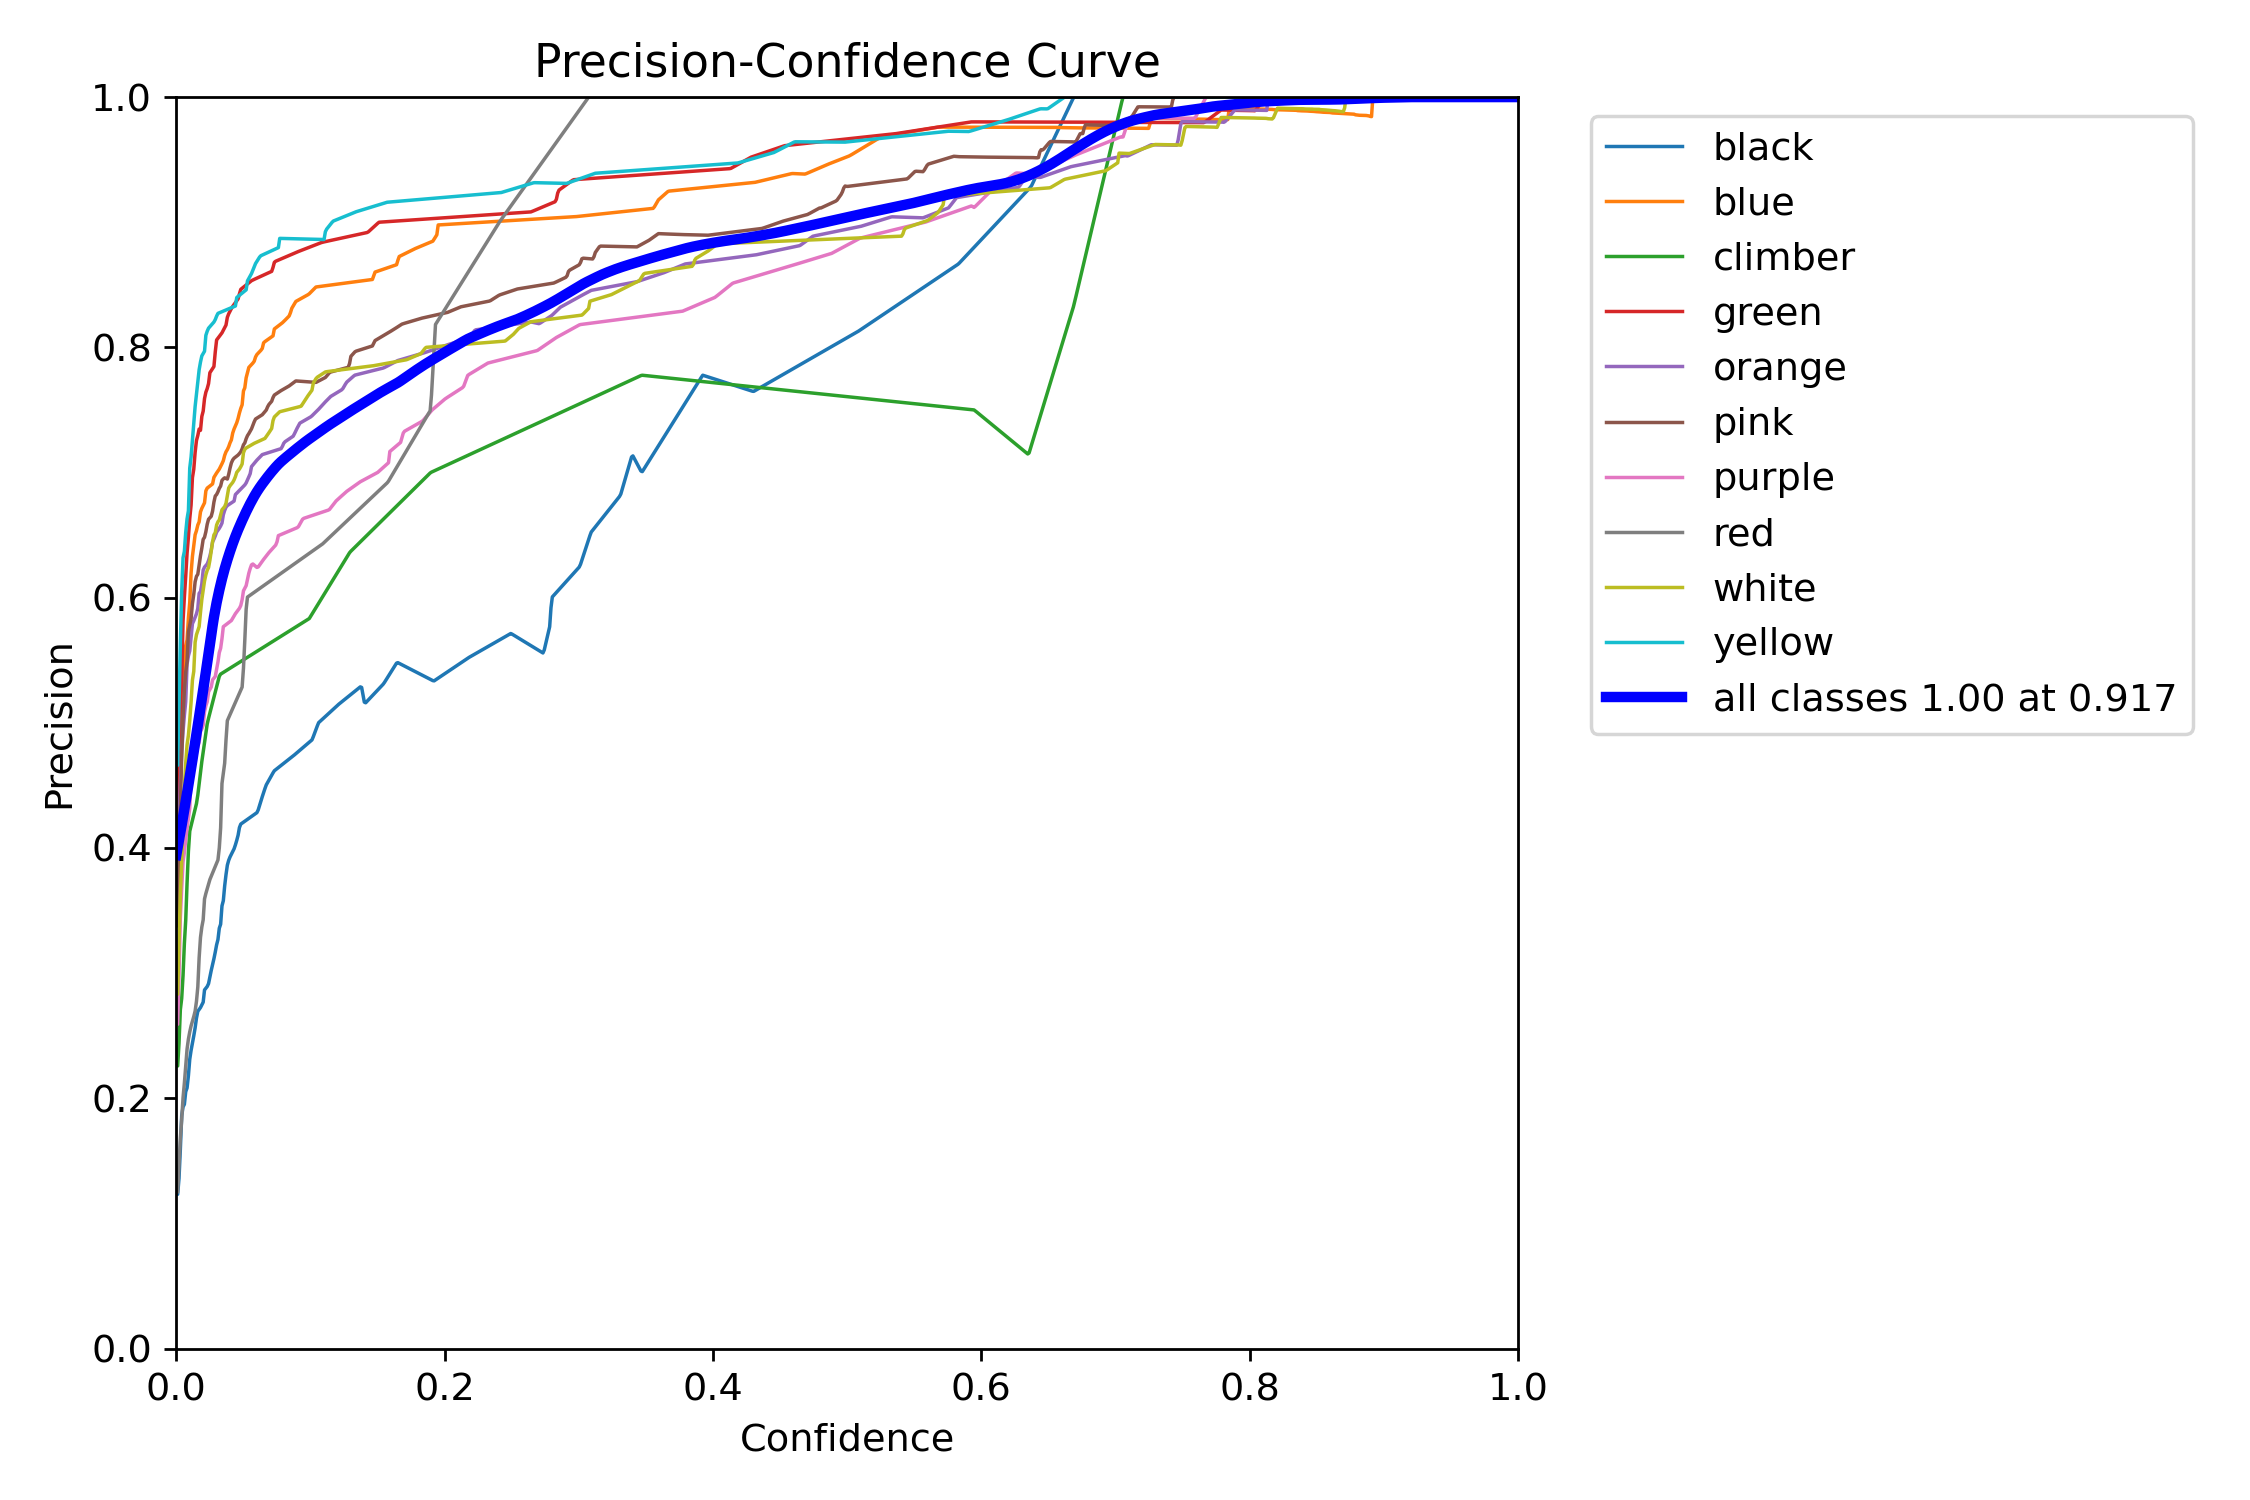 Precision-Confidence Curve
1.0
0.8
0.6
0.4
0.2
0.0
Precision
0.0 0.2 0.4 0.6 0.8 1.0
Confidence
black
blue
climber
green
orange
pink
purple
red
white
yellow
all classes 1.00 at 0.917